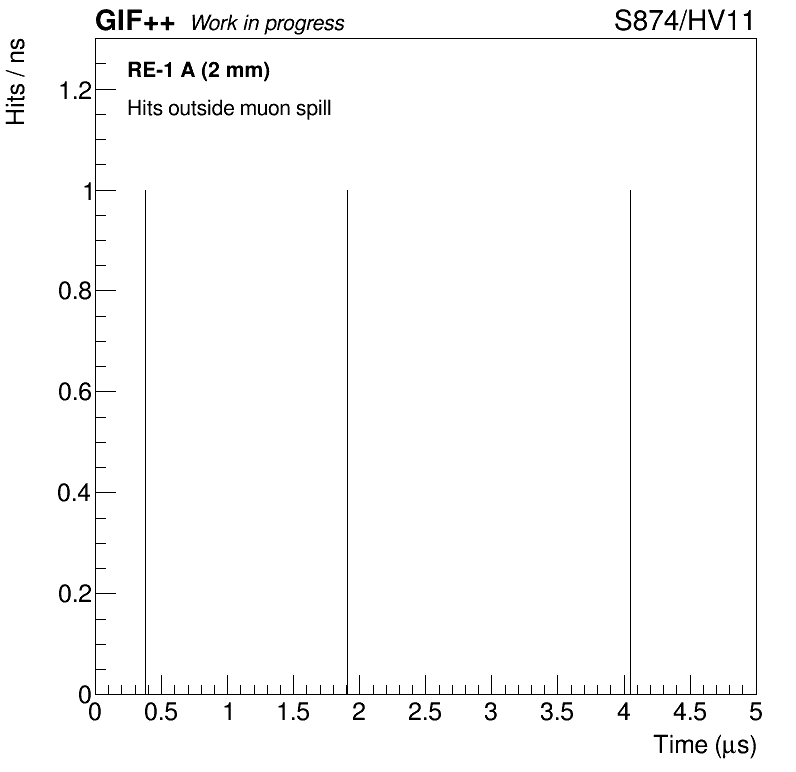 GIF++ Work in progress S874/HV11
Hits / ns
RE-1 A (2 mm)
Hits outside muon spill
1.2
1
0.8
0.6
0.4
0.2
0
0 0.5 1 1.5 2 2.5 3 3.5 4 4.5 5
Time (μs)